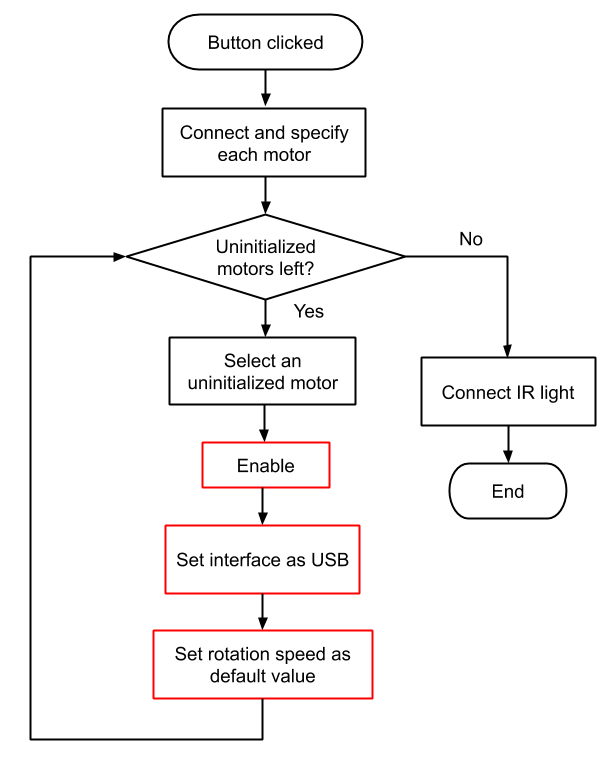 Button clicked
Connect and specify
each motor
Uninitialized
motors left?
No
Yes
Select an
uninitialized motor
Connect IR light
Enable
End
Set interface as USB
Set rotation speed as
default value